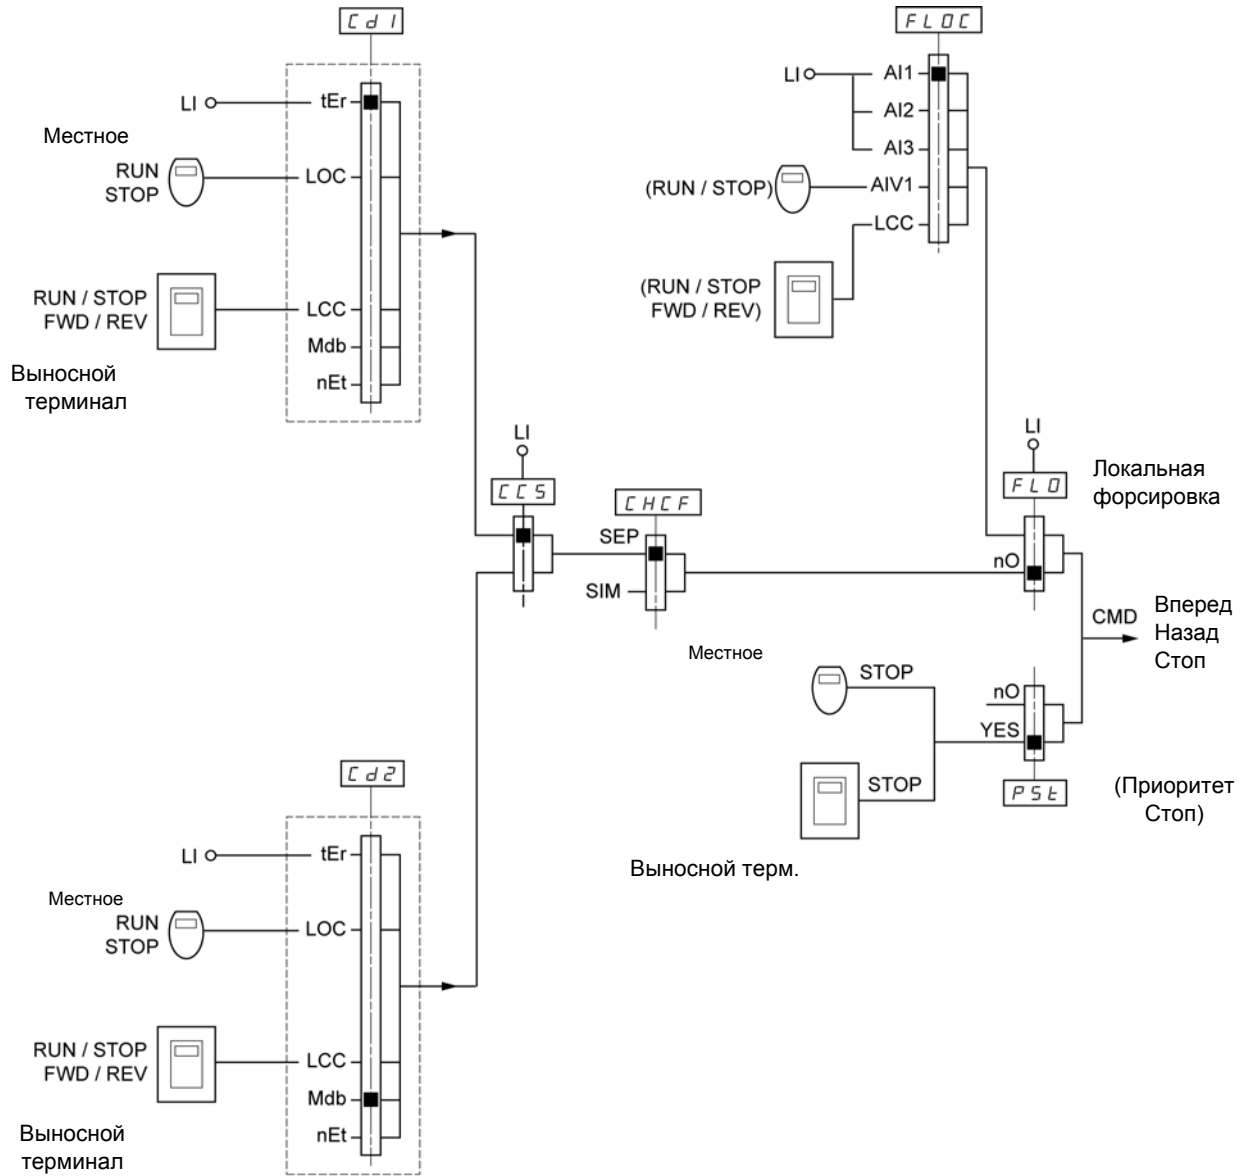 Cd1
LI
tEr
Местное
RUN
STOP
LOC
RUN / STOP
FWD / REV
LCC
Mdb
nEt
Выносной
терминал
FLOC
LI
AI1
AI2
AI3
(RUN / STOP)
AIV1
LCC
(RUN / STOP
FWD / REV)
LI
CCS
CHCF
SEP
SIM
LI
FLO
Локальная
форсировка
nO
CMD
Вперед
Назад
Стоп
Местное
STOP
nO
YES
STOP
PSt
(Приоритет
Стоп)
Выносной терм.
Cd2
LI
tEr
Местное
RUN
STOP
LOC
RUN / STOP
FWD / REV
LCC
Mdb
nEt
Выносной
терминал